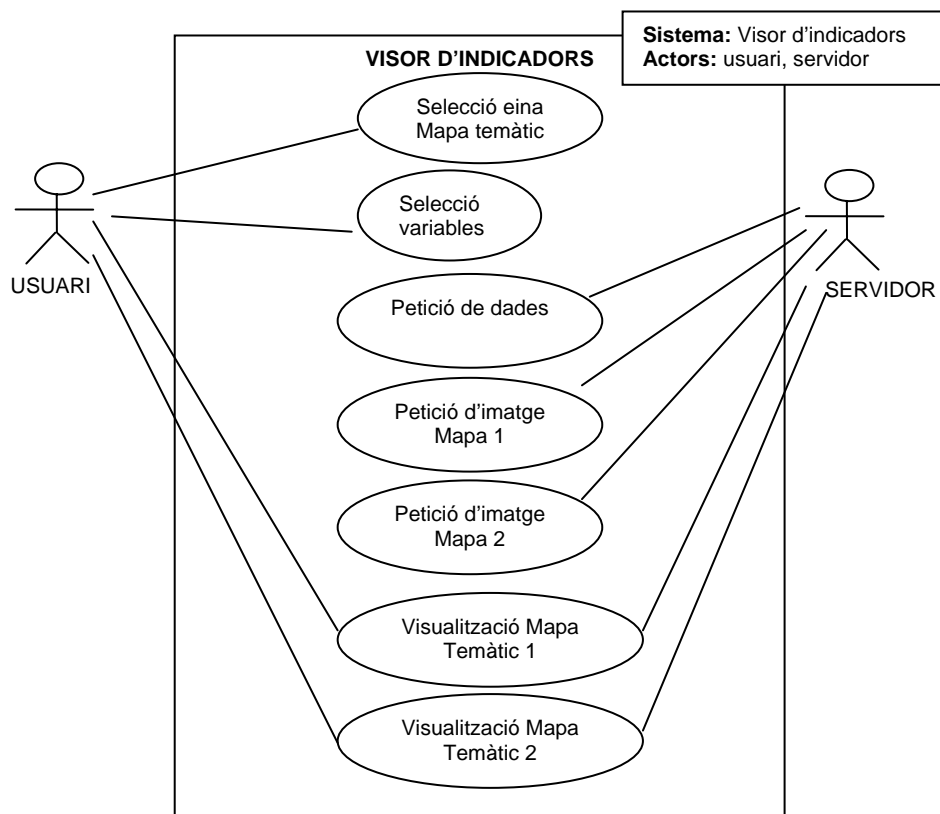 Sistema: Visor d'indicadors
Actors: usuari, servidor
VISOR D'INDICADORS
Selecció eina
Mapa temàtic
Selecció
variables
USUARI
SERVIDOR
Petició de dades
Petició d'imatge
Mapa 1
Petició d'imatge
Mapa 2
Visualització Mapa
Temàtic 1
Visualització Mapa
Temàtic 2